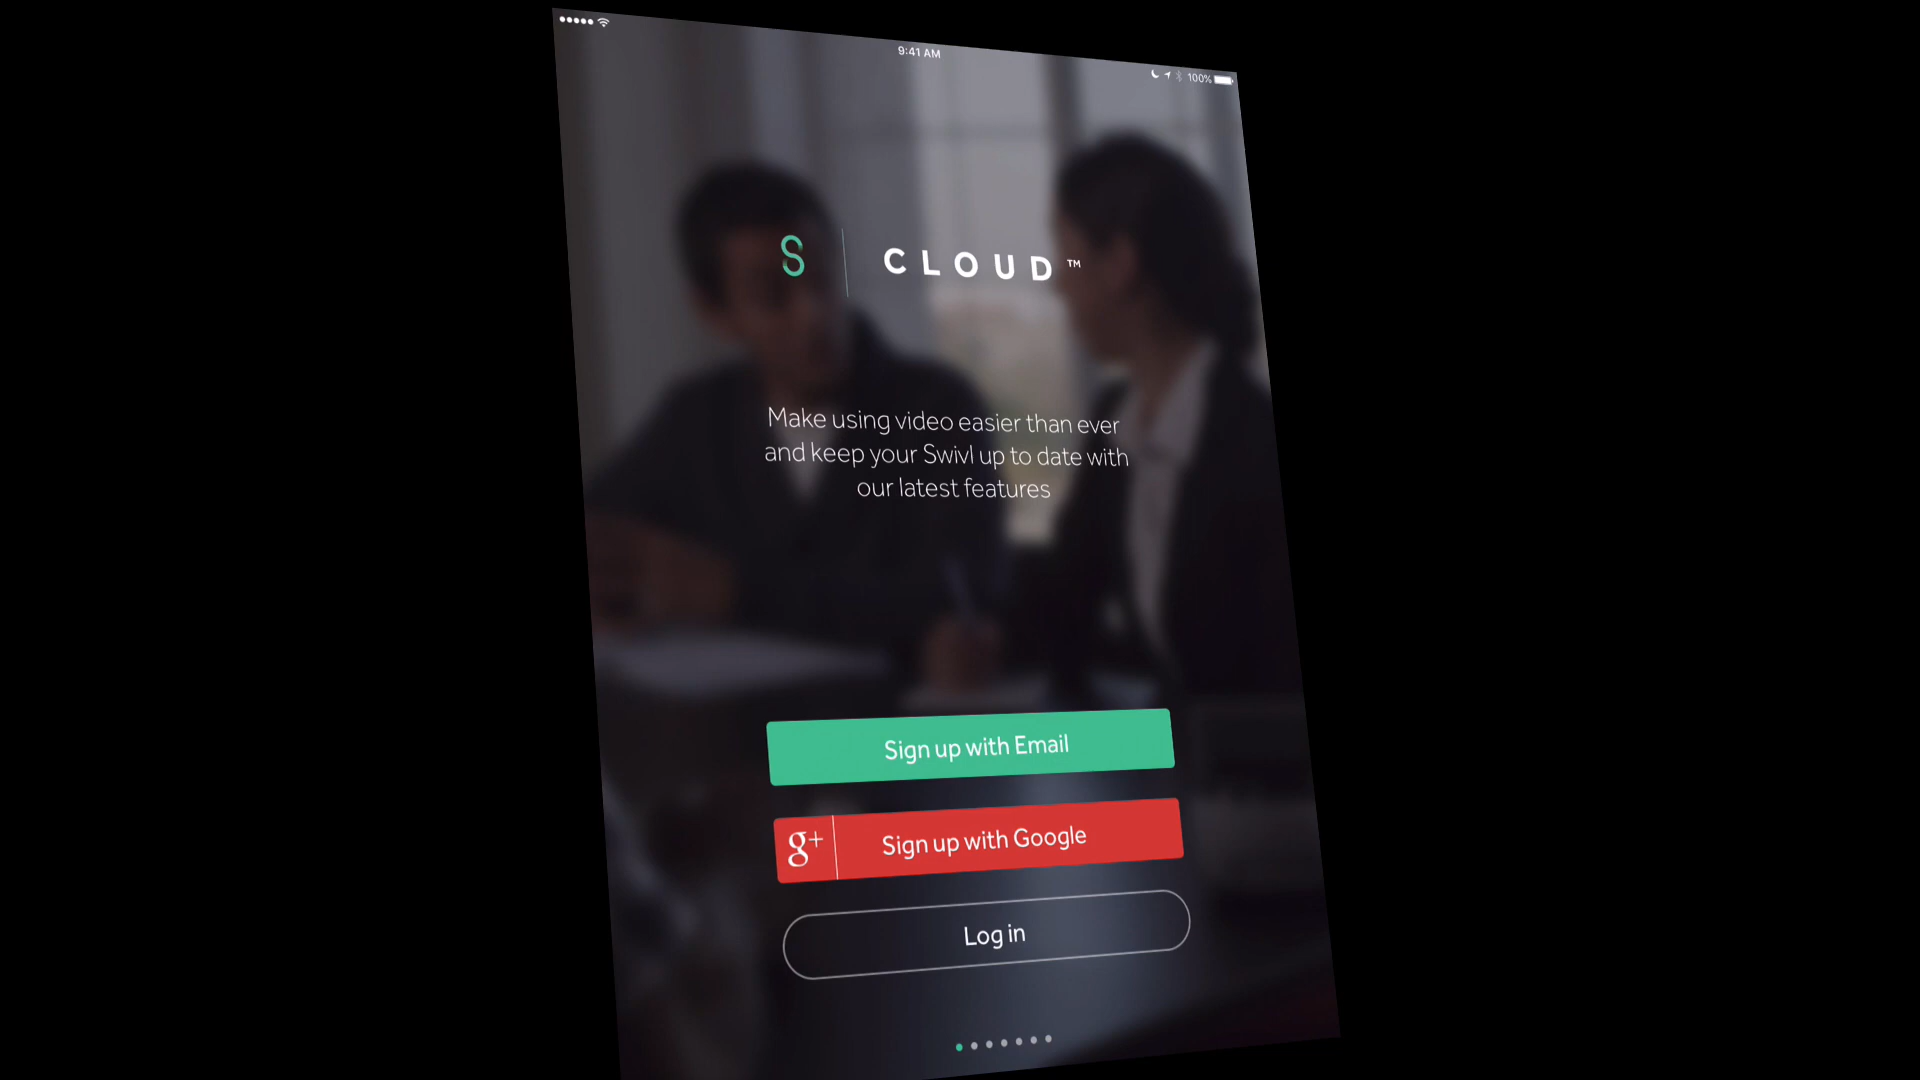 9:41 AM
100%
S CLOUD™
Make using video easier than ever
and keep your Swivl up to date with
our latest features
Sign up with Email
g+ Sign up with Google
Log in